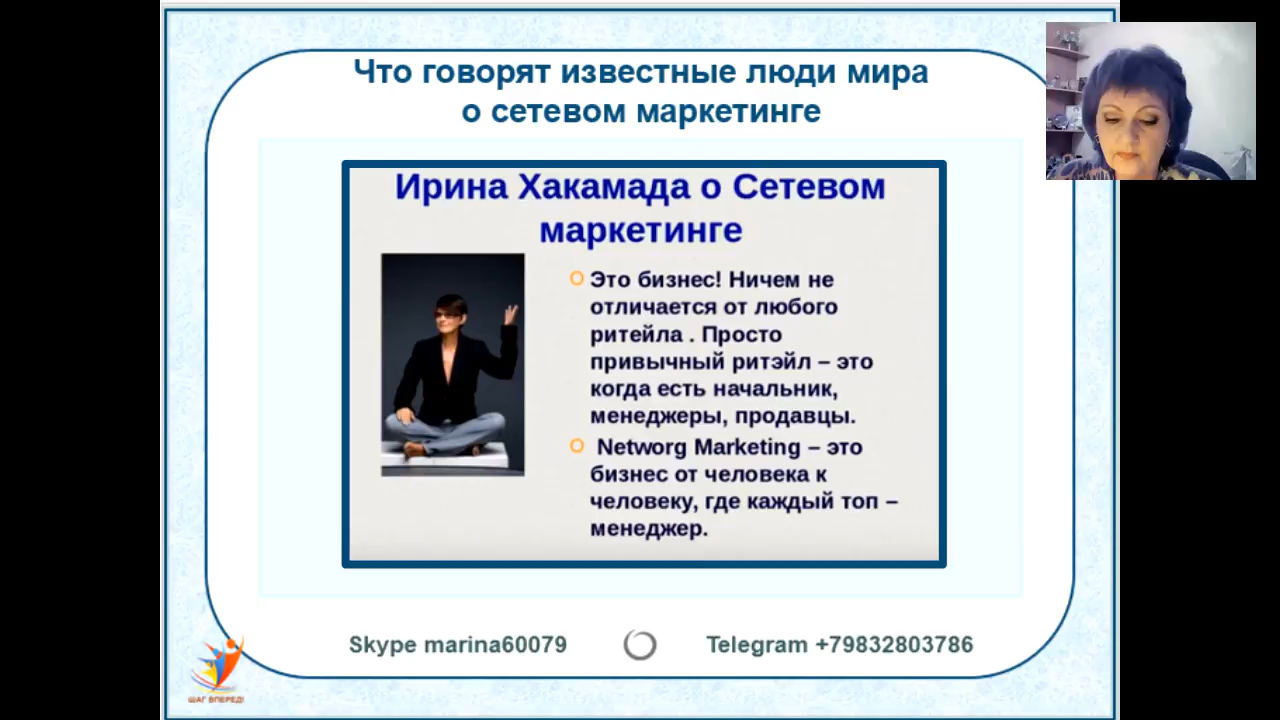 Что говорят известные люди мира
о сетевом маркетинге
Ирина Хакамада о Сетевом
маркетинге
Это бизнес! Ничем не
отличается от любого
ритейла . Просто
привычный ритэйл – это
когда есть начальник,
менеджеры, продавцы.
Networg Marketing – это
бизнес от человека к
человеку, где каждый топ –
менеджер.
Skype marina60079
Telegram +79832803786
ШАГ ВПЕРЕД!